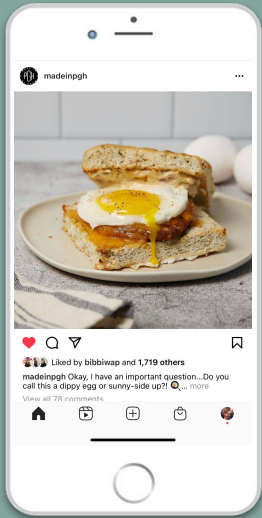 PGH
madeinpgh
Liked by bibbiwap and 1,719 others
madeinpgh Okay, I have an important question...Do you
call this a dippy egg or sunny-side up?! 🍳... more
View all 78 comments